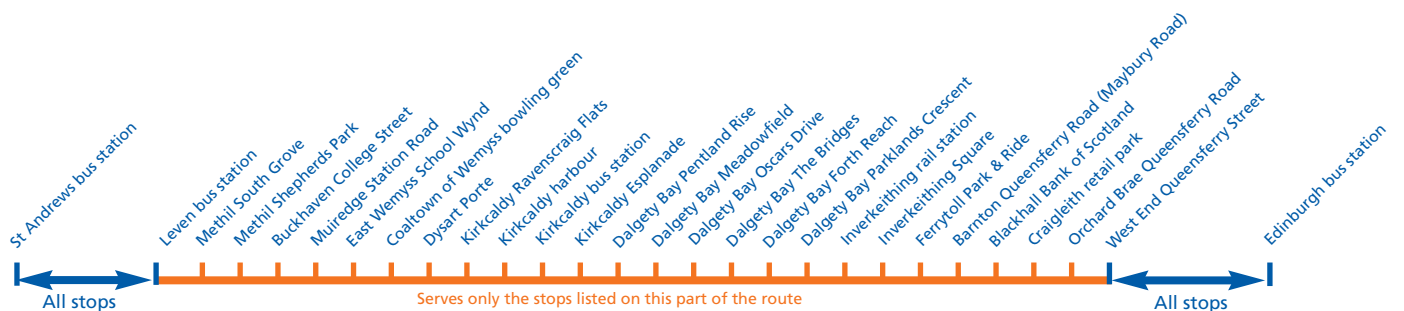 St Andrews bus station
Leven bus station
Methil South Grove
Methil Shepherds Park
Buckhaven College Street
Muiredge Station Road
East Wemyss School Wynd
Coaltown of Wemyss bowling green
Dysart Porte
Kirkcaldy Ravenscraig Flats
Kirkcaldy harbour
Kirkcaldy bus station
Kirkcaldy Esplanade
Dalgety Bay Pentland Rise
Dalgety Bay Meadowfield
Dalgety Bay Oscars Drive
Dalgety Bay The Bridges
Dalgety Bay Forth Reach
Dalgety Bay Parklands Crescent
Inverkeithing rail station
Inverkeithing Square
Ferrytoll Park & Ride
Barnton Queensferry Road (Maybury Road)
Blackhall Bank of Scotland
Craigleith retail park
Orchard Brae Queensferry Road
West End Queensferry Street
Edinburgh bus station
All stops
Serves only the stops listed on this part of the route
All stops